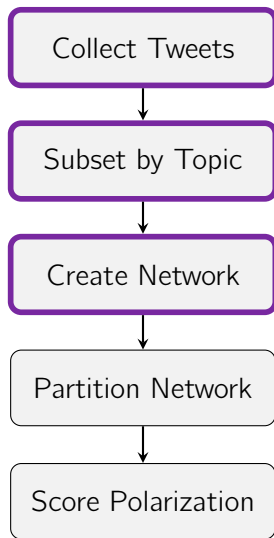 Collect Tweets
Subset by Topic
Create Network
Partition Network
Score Polarization